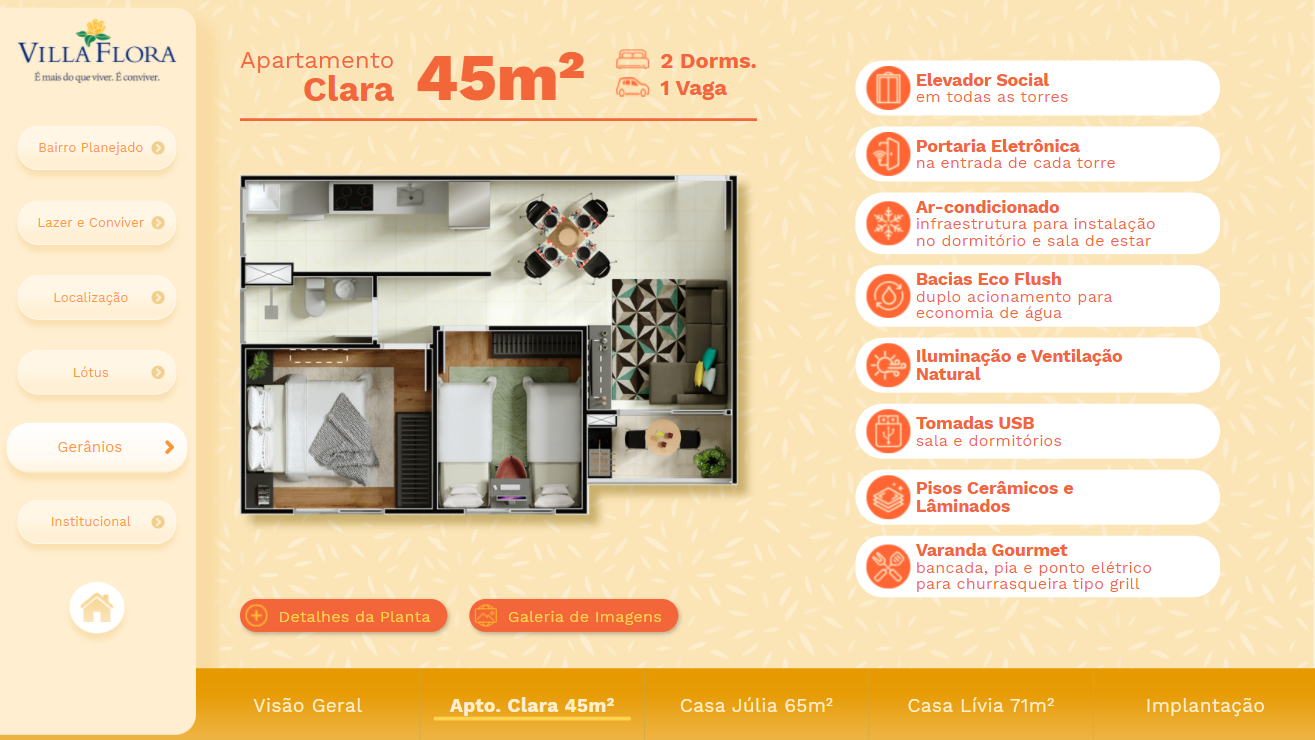 VILLA FLORA
É mais do que viver. É conviver.
Bairro Planejado
Lazer e Conviver
Localização
Lótus
Gerânios
Institucional
Apartamento
Clara
45m²
2 Dorms.
1 Vaga
Detalhes da Planta
Galeria de Imagens
Elevador Social
em todas as torres
Portaria Eletrônica
na entrada de cada torre
Ar-condicionado
infraestrutura para instalação
no dormitório e sala de estar
Bacias Eco Flush
duplo acionamento para
economia de água
Iluminação e Ventilação
Natural
Tomadas USB
sala e dormitórios
Pisos Cerâmicos e
Lâminados
Varanda Gourmet
bancada, pia e ponto elétrico
para churrasqueira tipo grill
Visão Geral
Apto. Clara 45m²
Casa Júlia 65m²
Casa Lívia 71m²
Implantação